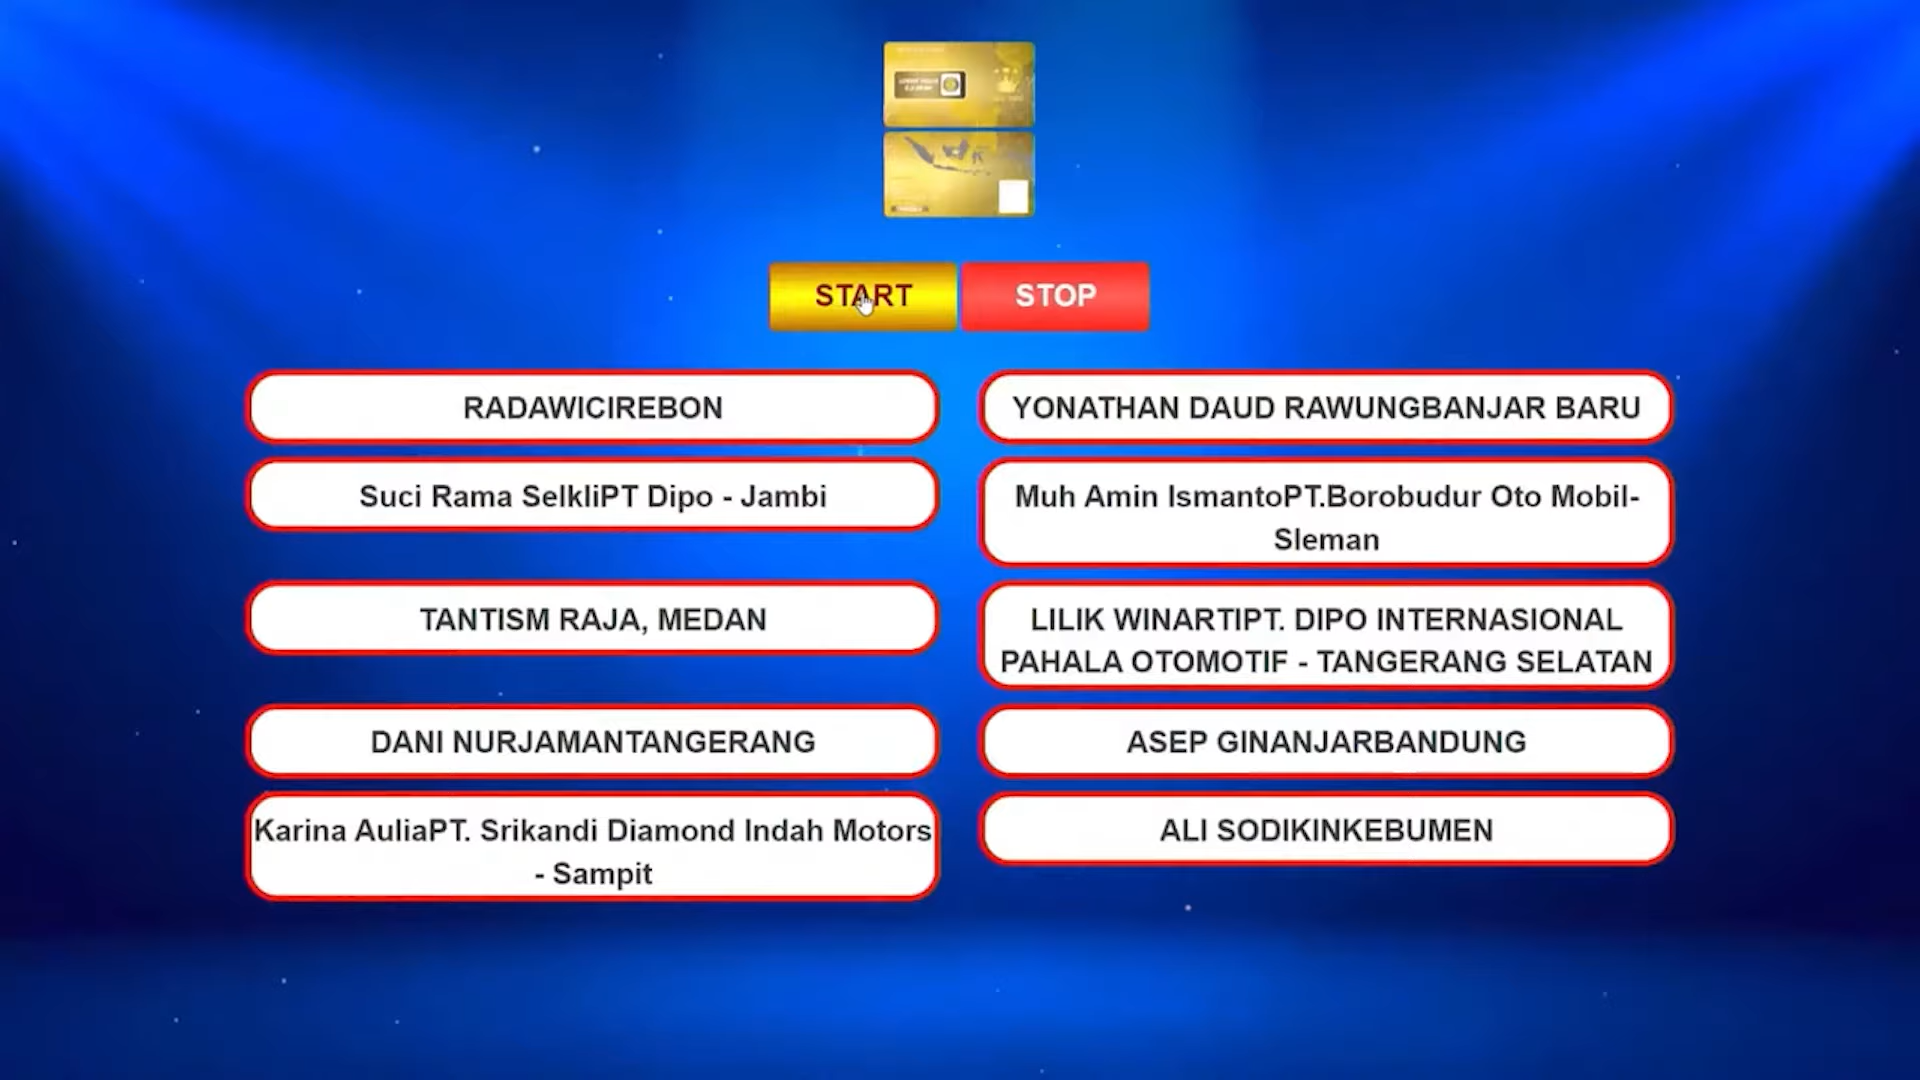 START
STOP
RADAWICIREBON
YONATHAN DAUD RAWUNGBANJAR BARU
Suci Rama SelkliPT Dipo - Jambi
Muh Amin IsmantoPT.Borobudur Oto Mobil-
Sleman
TANTISM RAJA, MEDAN
LILIK WINARTIPT. DIPO INTERNASIONAL
PAHALA OTOMOTIF - TANGERANG SELATAN
DANI NURJAMANTANGERANG
ASEP GINANJARBANDUNG
Karina AuliaPT. Srikandi Diamond Indah Motors
- Sampit
ALI SODIKINKEBUMEN